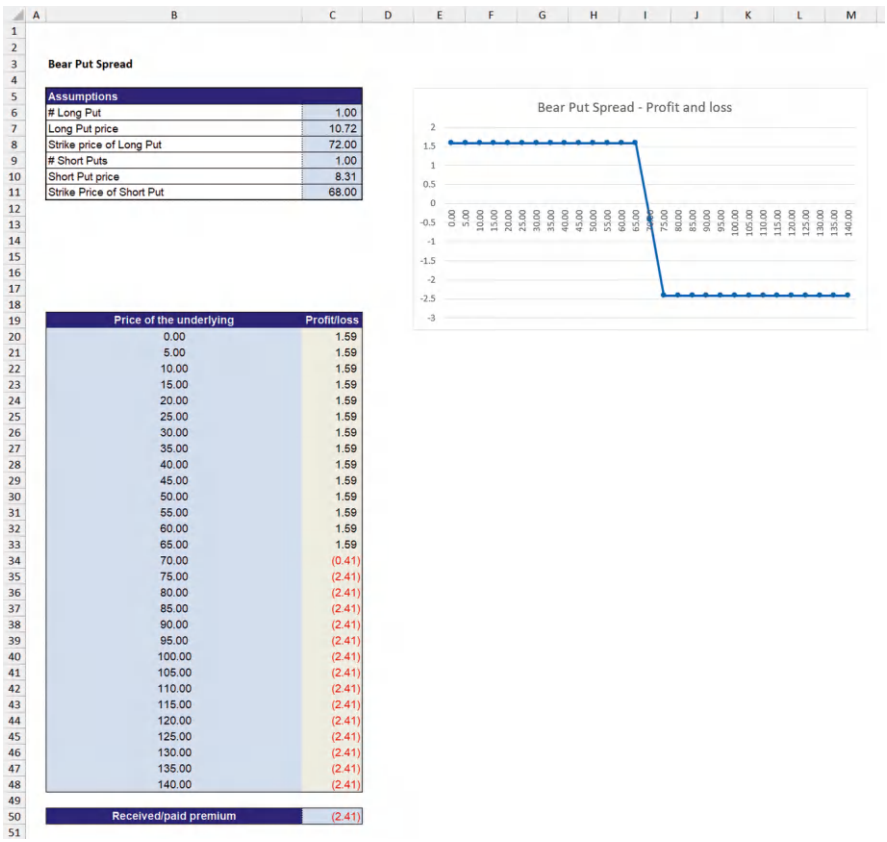 A B C D E F G H I J K L M
1
2
3 Bear Put Spread
4
5 Assumptions
6 # Long Put 1.00
7 Long Put price 10.72
8 Strike price of Long Put 72.00
9 # Short Puts 1.00
10 Short Put price 8.31
11 Strike Price of Short Put 68.00
12
13
14
15
16
17
18
19 Price of the underlying Profit/loss
20 0.00 1.59
21 5.00 1.59
22 10.00 1.59
23 15.00 1.59
24 20.00 1.59
25 25.00 1.59
26 30.00 1.59
27 35.00 1.59
28 40.00 1.59
29 45.00 1.59
30 50.00 1.59
31 55.00 1.59
32 60.00 1.59
33 65.00 1.59
34 70.00 (0.41)
35 75.00 (2.41)
36 80.00 (2.41)
37 85.00 (2.41)
38 90.00 (2.41)
39 95.00 (2.41)
40 100.00 (2.41)
41 105.00 (2.41)
42 110.00 (2.41)
43 115.00 (2.41)
44 120.00 (2.41)
45 125.00 (2.41)
46 130.00 (2.41)
47 135.00 (2.41)
48 140.00 (2.41)
49
50 Received/paid premium (2.41)
51
Bear Put Spread - Profit and loss
2
1.5
1
0.5
0
-0.5
-1
-1.5
-2
-2.5
-3
0.00 5.00 10.00 15.00 20.00 25.00 30.00 35.00 40.00 45.00 50.00 55.00 60.00 65.00 70.00 75.00 80.00 85.00 90.00 95.00 100.00 105.00 110.00 115.00 120.00 125.00 130.00 135.00 140.00